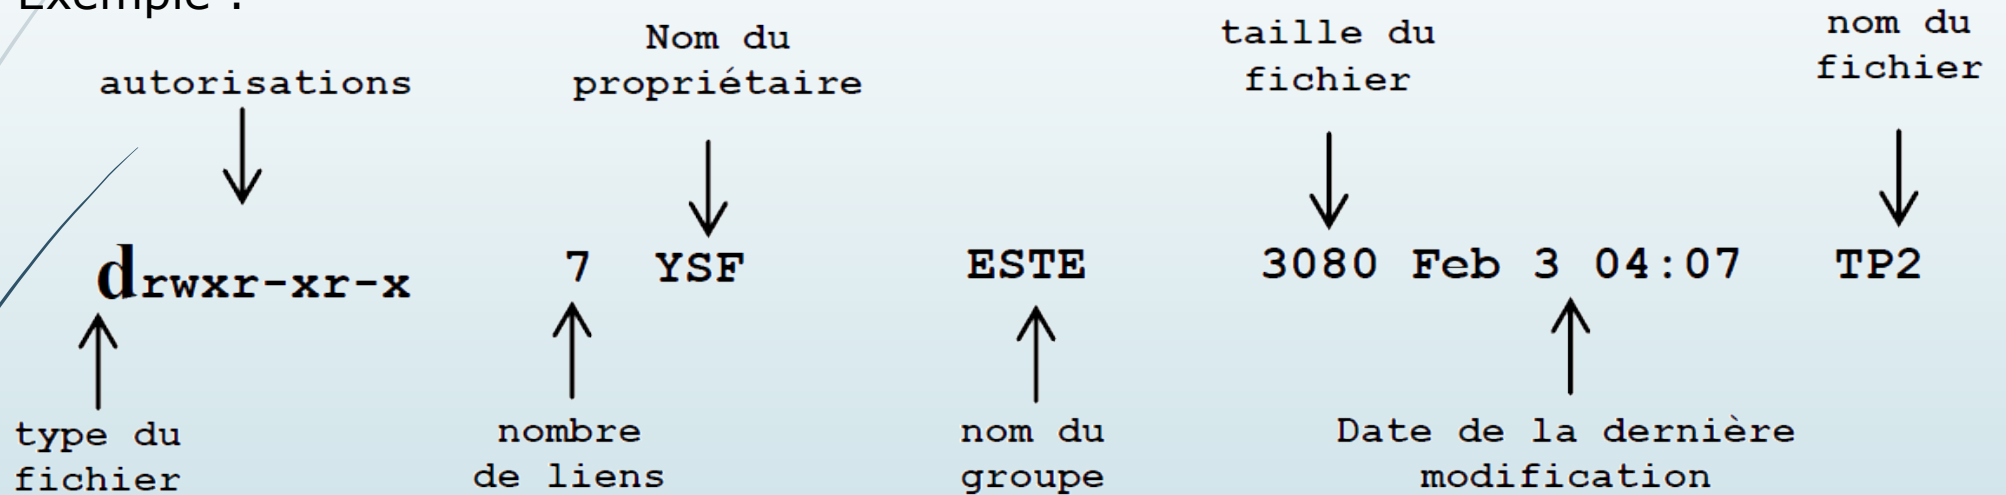 Exemple :
autorisations
Nom du
propriétaire
taille du
fichier
nom du
fichier
drwxr-xr-x 7 YSF ESTE 3080 Feb 3 04:07 TP2
type du
fichier
nombre
de liens
nom du
groupe
Date de la dernière
modification